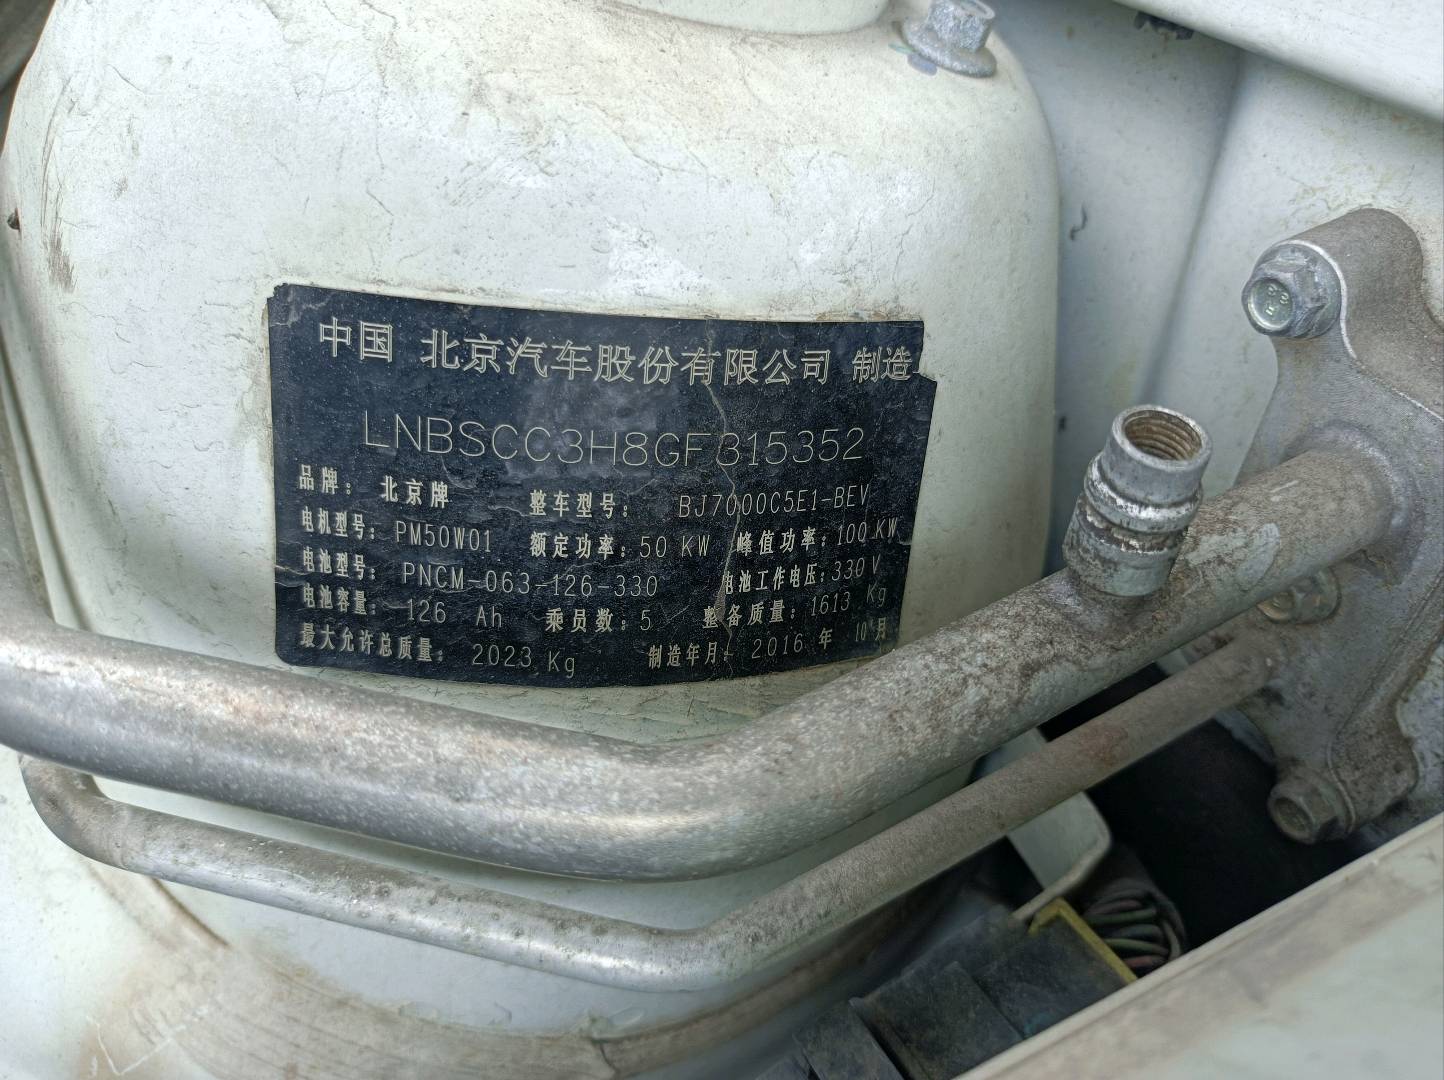 中国 北京汽车股份有限公司 制造
LNBSCC3H8GF315352
品牌： 北京牌 整车型号： BJ7000C5E1-BEV
电机型号： PM50W01 额定功率：50 KW 峰值功率：100 KW
电池型号： PNCM-063-126-330 电池工作电压：330 V
电池容量： 126 Ah 乘员数：5 整备质量：1613 Kg
最大允许总质量： 2023 Kg 制造年月： 2016 年 10 月